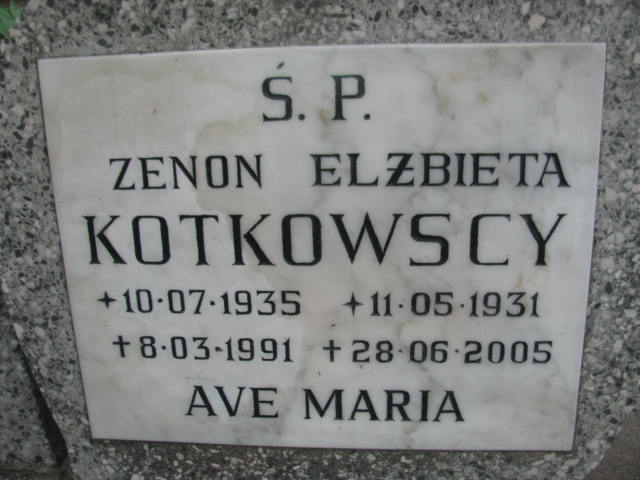 Ś. P.
ZENON ELŻBIETA
KOTKOWSCY
+10·07·1935 +11·05·1931
†8·03·1991 †28·06·2005
AVE MARIA